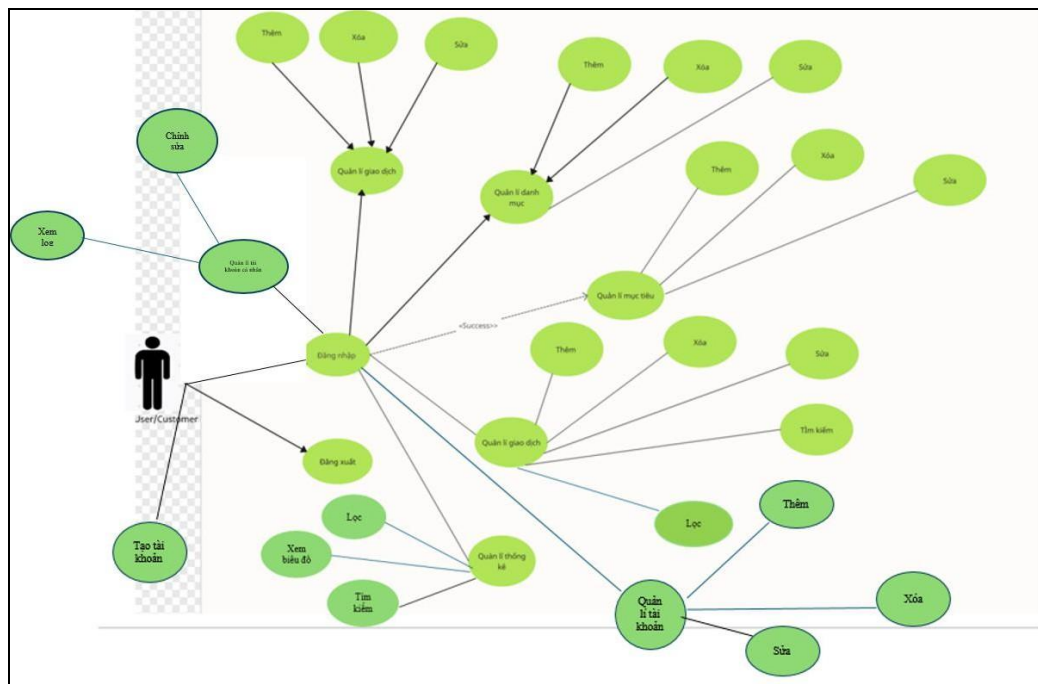 Thêm
Xóa
Sửa
Thêm
Xóa
Sửa
Chỉnh
sửa
Quản lí giao dịch
Quản lí danh
mục
Thêm
Xóa
Sửa
Xem
log
Quản lí tài
khoản cá nhân
Quản lí mục tiêu
<Success>>
Đăng nhập
Thêm
Xóa
Sửa
User/Customer
Quản lí giao dịch
Tìm kiếm
Đăng xuất
Lọc
Lọc
Thêm
Tạo tài
khoản
Xem
biểu đồ
Quản lí thống
kê
Tìm
kiếm
Quản
lí tài
khoản
Xóa
Sửa